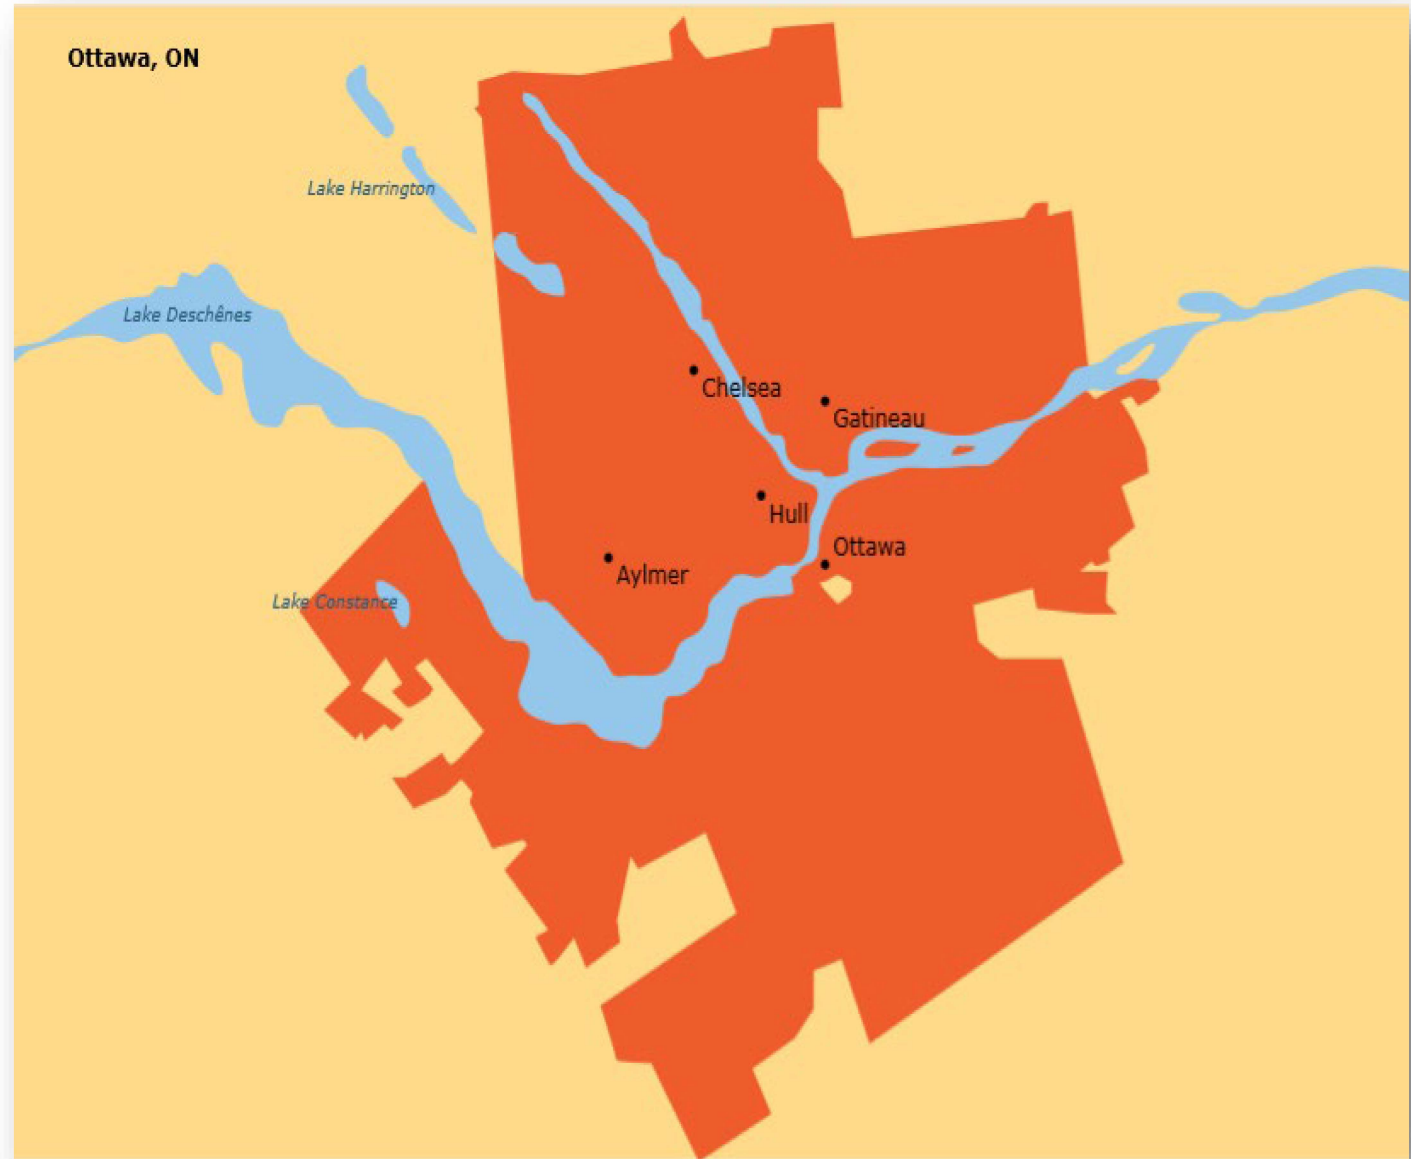 Ottawa, ON
Lake Harrington
Lake Deschênes
Chelsea
Gatineau
Hull
Ottawa
Aylmer
Lake Constance